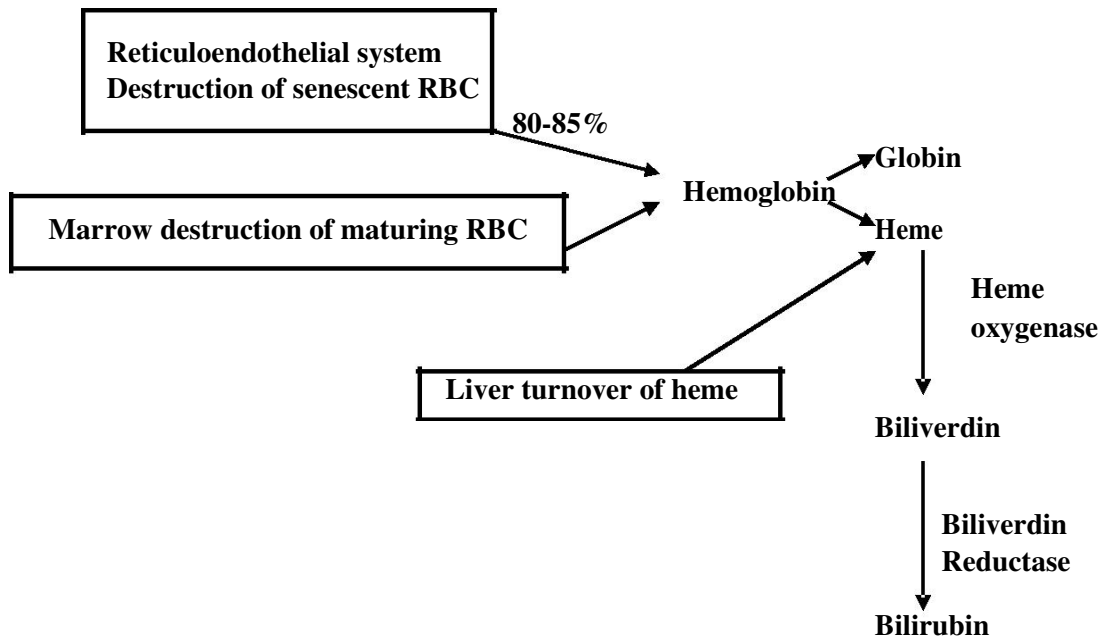 Reticuloendothelial system
Destruction of senescent RBC
80-85%
Globin
Hemoglobin
Marrow destruction of maturing RBC
Heme
Heme
oxygenase
Liver turnover of heme
Biliverdin
Biliverdin
Reductase
Bilirubin